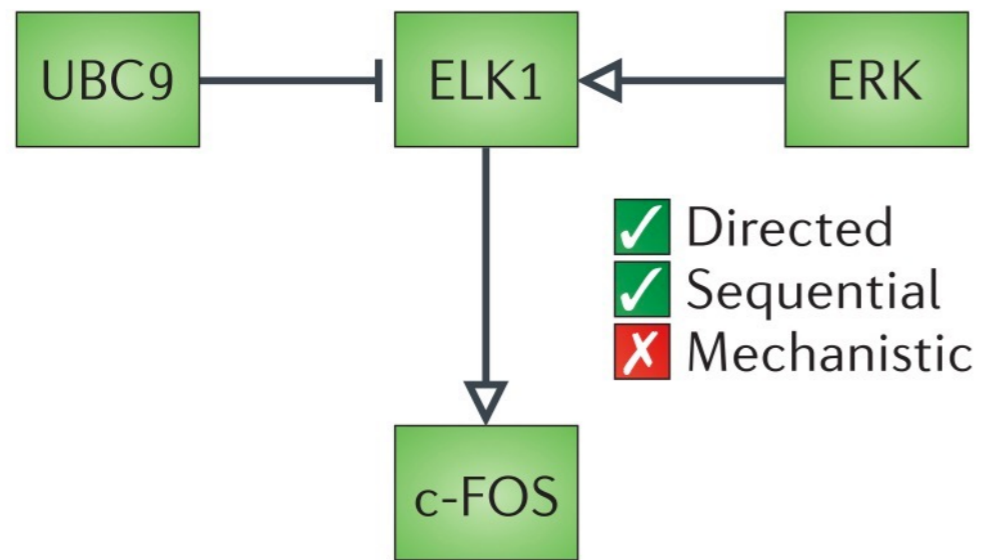 UBC9
ELK1
ERK
✓ Directed
✓ Sequential
✗ Mechanistic
c-FOS